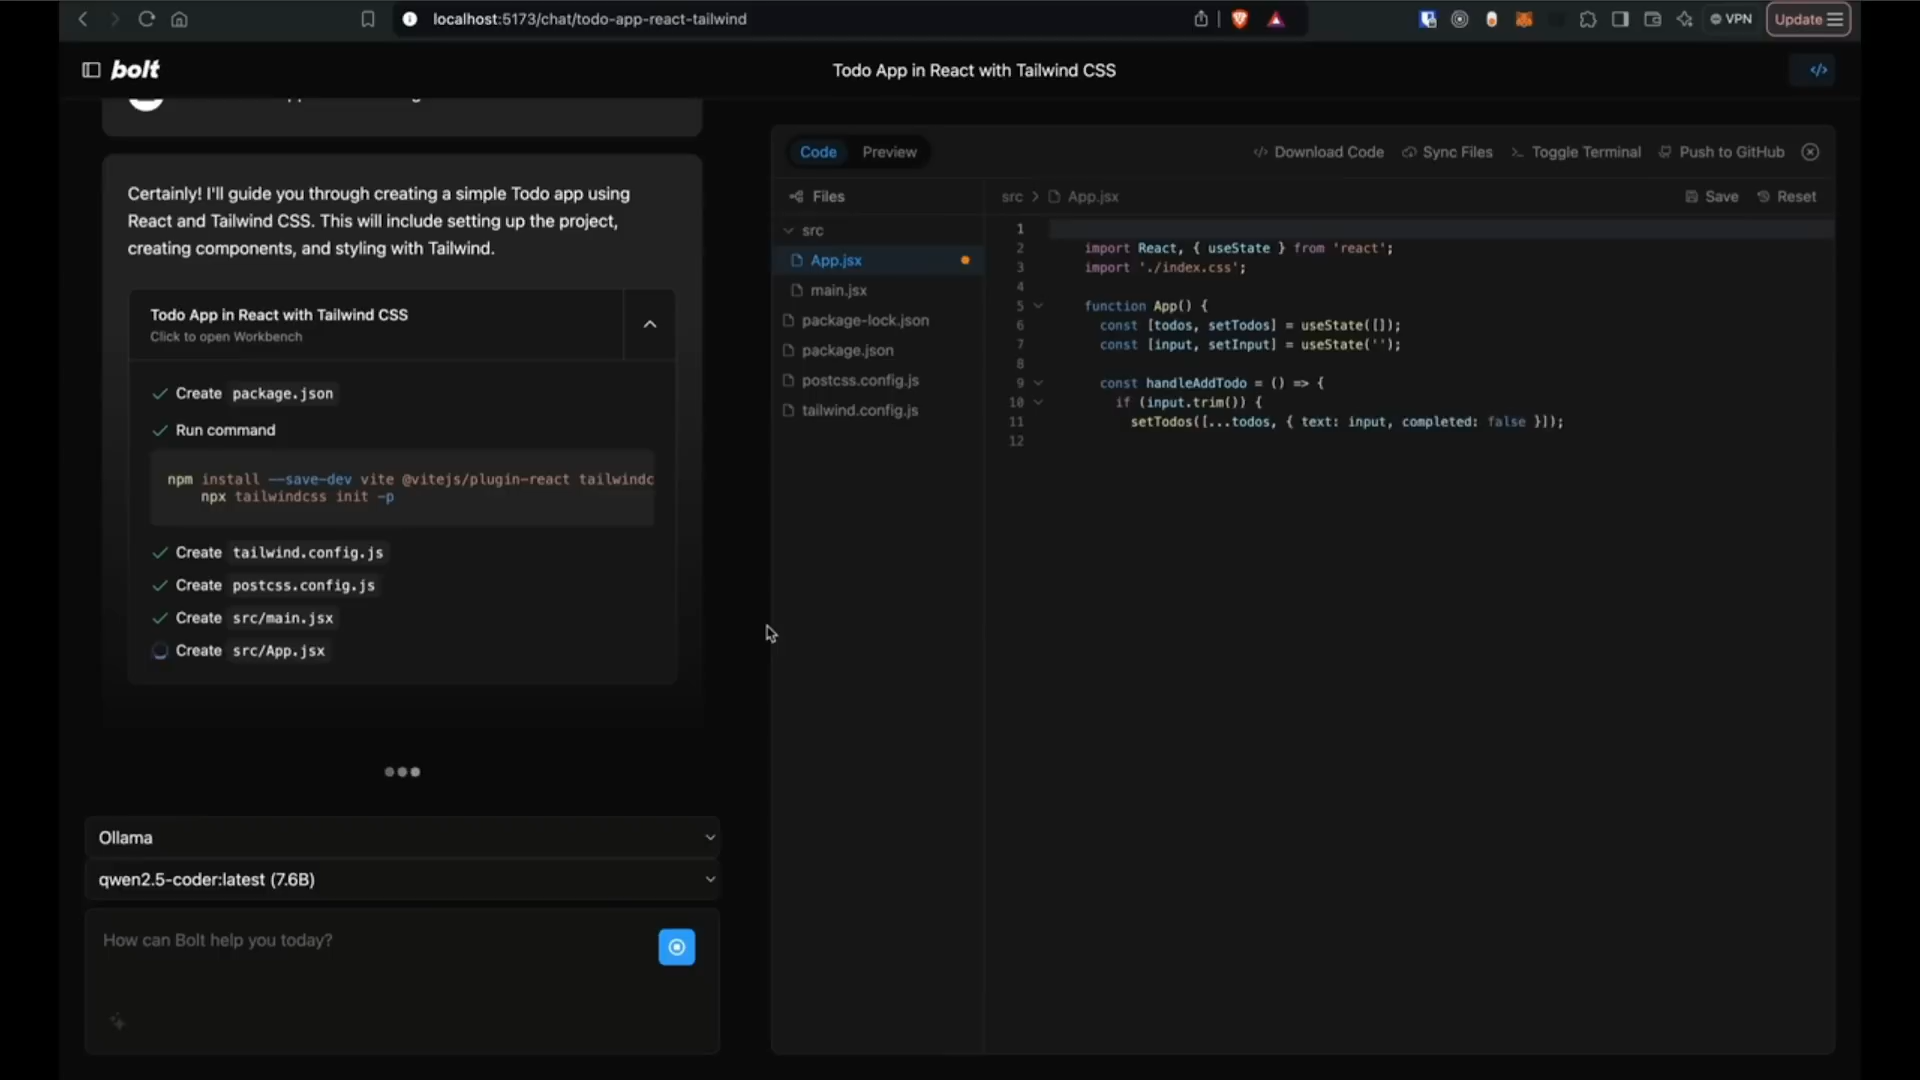 localhost:5173/chat/todo-app-react-tailwind
VPN
Update
bolt
Todo App in React with Tailwind CSS
Certainly! I'll guide you through creating a simple Todo app using
React and Tailwind CSS. This will include setting up the project,
creating components, and styling with Tailwind.
Todo App in React with Tailwind CSS
Click to open Workbench
Create package.json
Run command
npm install --save-dev vite @vitejs/plugin-react tailwindc
npx tailwindcss init -p
Create tailwind.config.js
Create postcss.config.js
Create src/main.jsx
Create src/App.jsx
Ollama
qwen2.5-coder:latest (7.6B)
How can Bolt help you today?
Code Preview
Download Code Sync Files Toggle Terminal Push to GitHub
Files
src
App.jsx
main.jsx
package-lock.json
package.json
postcss.config.js
tailwind.config.js
src > App.jsx
Save Reset
1
2 import React, { useState } from 'react';
3 import './index.css';
4
5 function App() {
6 const [todos, setTodos] = useState([]);
7 const [input, setInput] = useState('');
8
9 const handleAddTodo = () => {
10 if (input.trim()) {
11 setTodos([...todos, { text: input, completed: false }]);
12